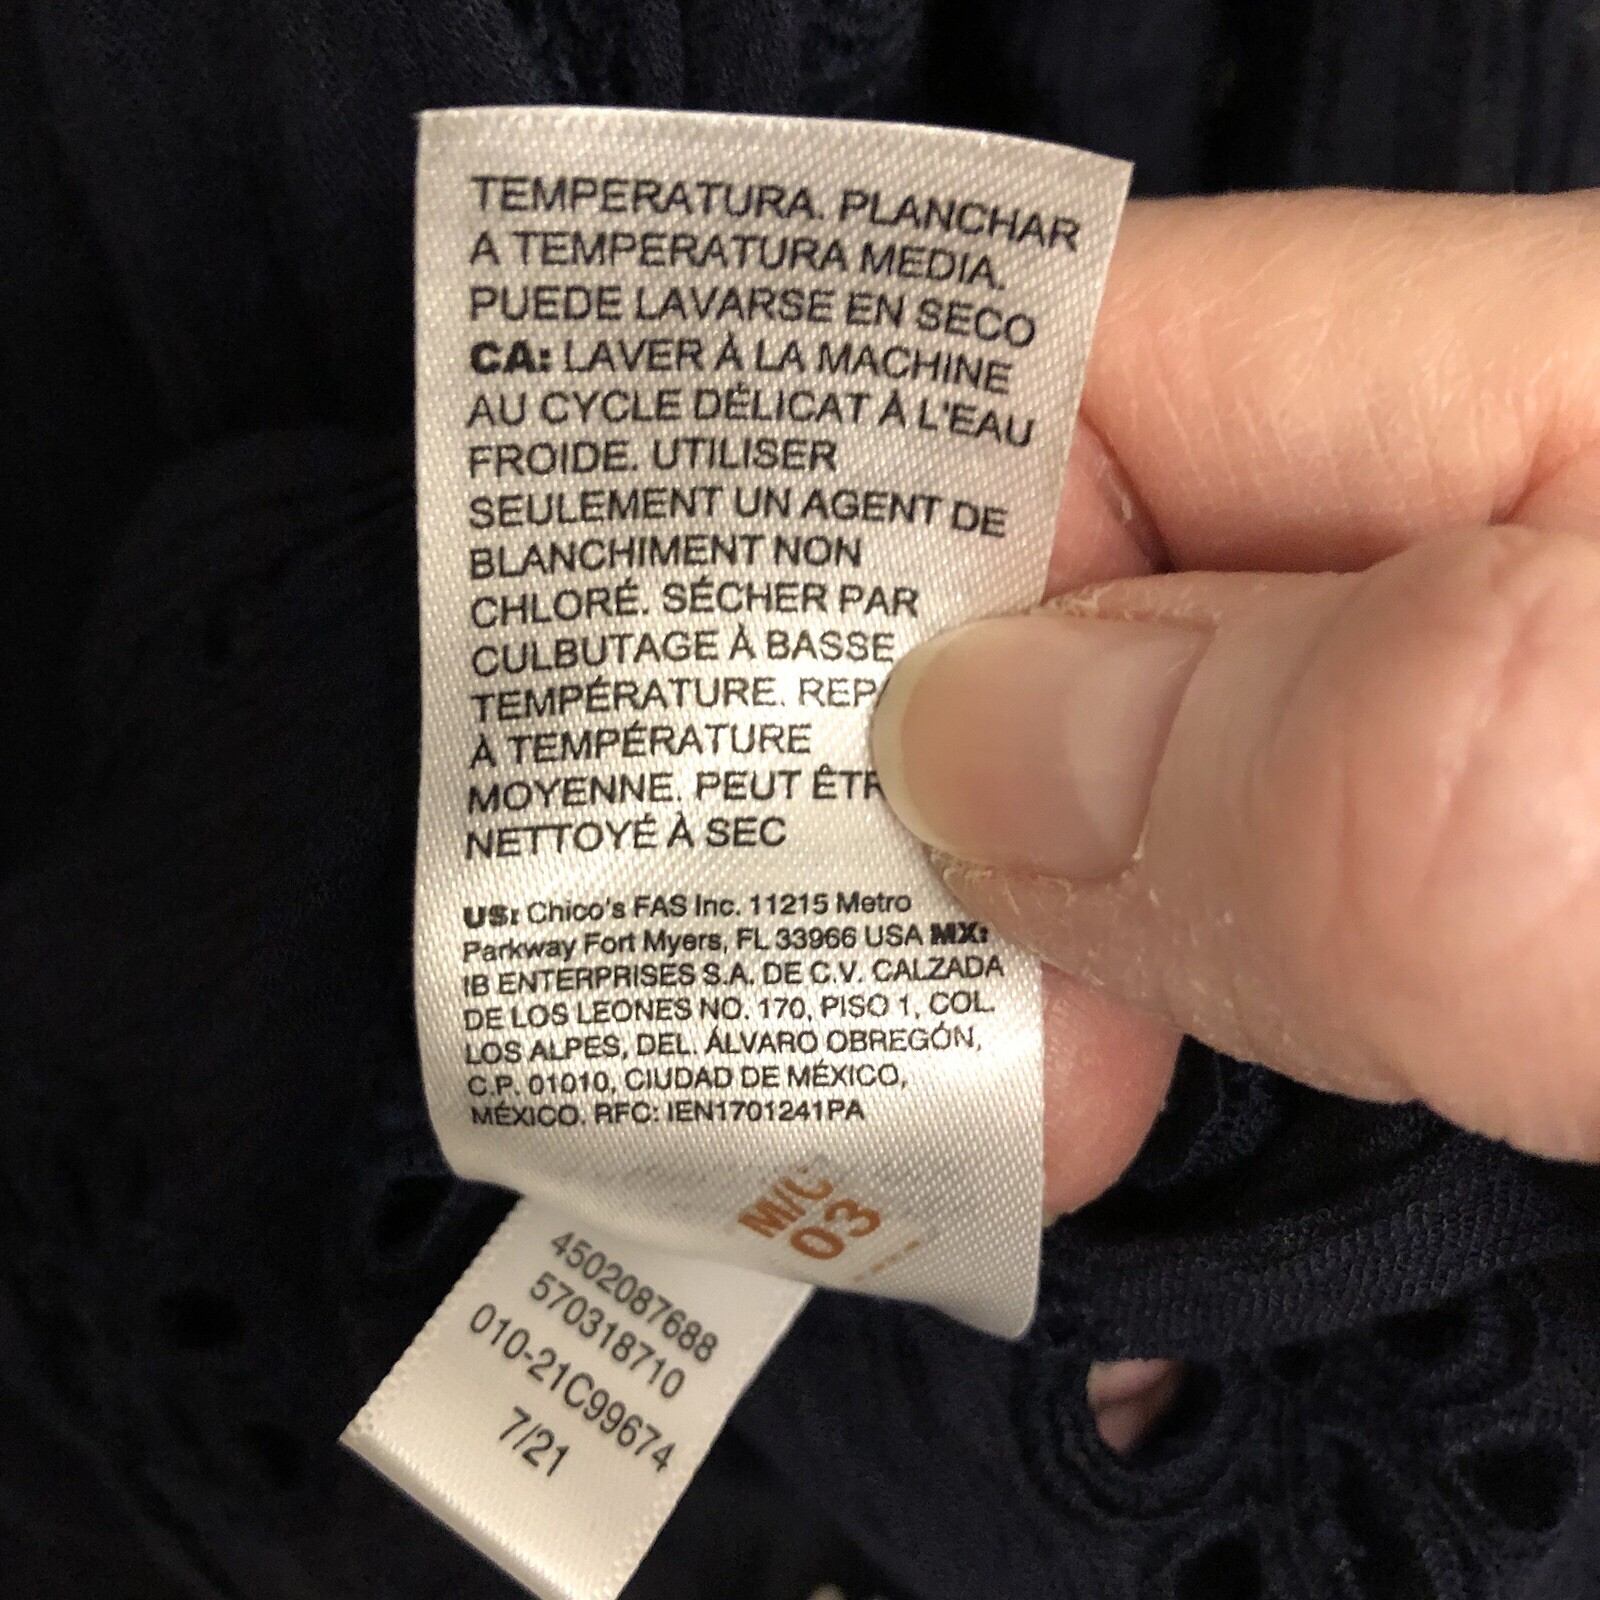 TEMPERATURA. PLANCHAR
A TEMPERATURA MEDIA.
PUEDE LAVARSE EN SECO
CA: LAVER À LA MACHINE
AU CYCLE DÉLICAT À L'EAU
FROIDE. UTILISER
SEULEMENT UN AGENT DE
BLANCHIMENT NON
CHLORÉ. SÉCHER PAR
CULBUTAGE À BASSE
TEMPÉRATURE.
À TEMPÉRATURE
MOYENNE. PEUT
NETTOYÉ À SEC
US: Chico's FAS Inc. 11215 Metro
Parkway Fort Myers, FL 33966 USA MX:
IB ENTERPRISES S.A. DE C.V. CALZADA
DE LOS LEONES NO. 170, PISO 1, COL.
LOS ALPES, DEL. ÁLVARO OBREGÓN,
C.P. 01010, CIUDAD DE MÉXICO,
MÉXICO. RFC: IEN1701241PA
03
4502087688
570318710
010-21C99674
7/21